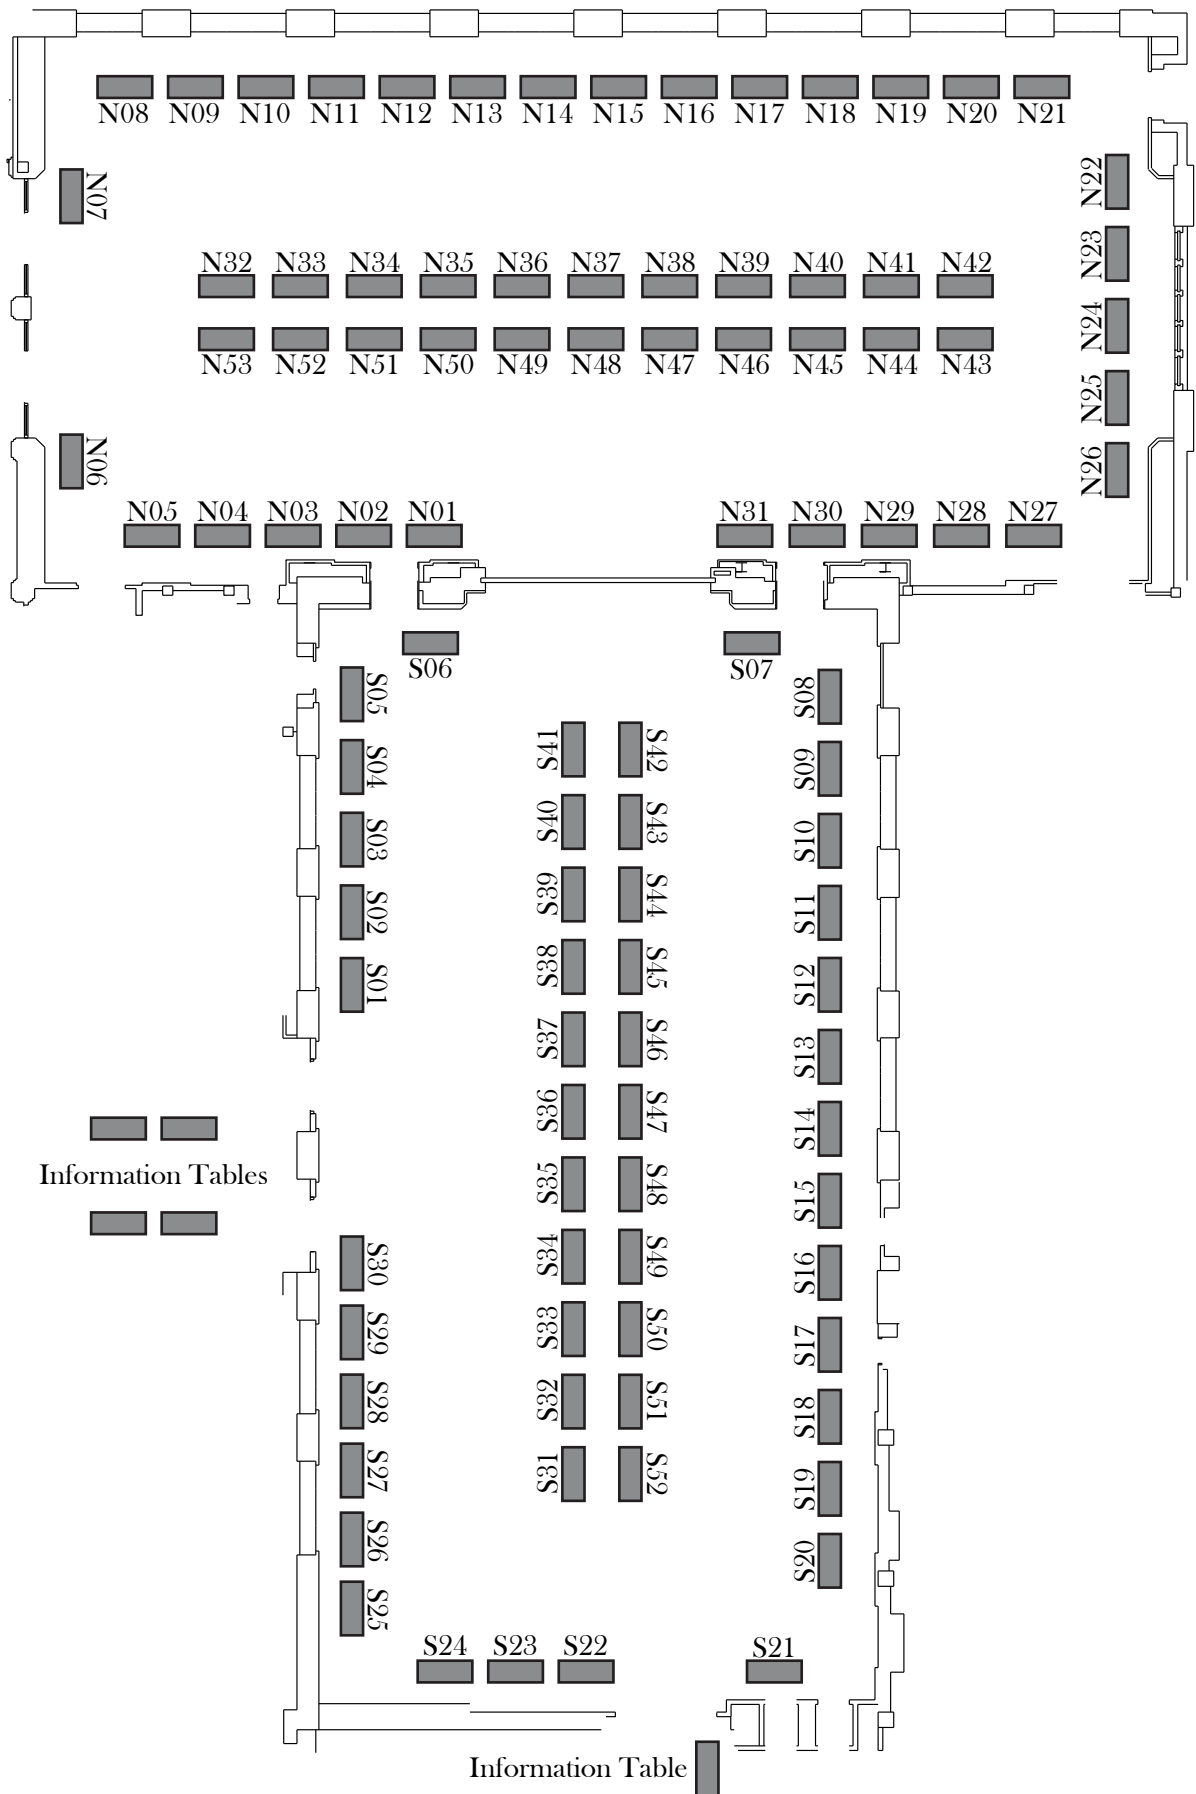 N08 N09 N10 N11 N12 N13 N14 N15 N16 N17 N18 N19 N20 N21
N07
N22
N23
N24
N25
N26
N32 N33 N34 N35 N36 N37 N38 N39 N40 N41 N42
N53 N52 N51 N50 N49 N48 N47 N46 N45 N44 N43
N06
N05 N04 N03 N02 N01 N31 N30 N29 N28 N27
S06 S07
S05
S04
S03
S02
S01
S41
S40
S39
S38
S37
S36
S35
S34
S33
S32
S31
S42
S43
S44
S45
S46
S47
S48
S49
S50
S51
S52
S08
S09
S10
S11
S12
S13
S14
S15
S16
S17
S18
S19
S20
Information Tables
S30
S29
S28
S27
S26
S25
S24 S23 S22 S21
Information Table